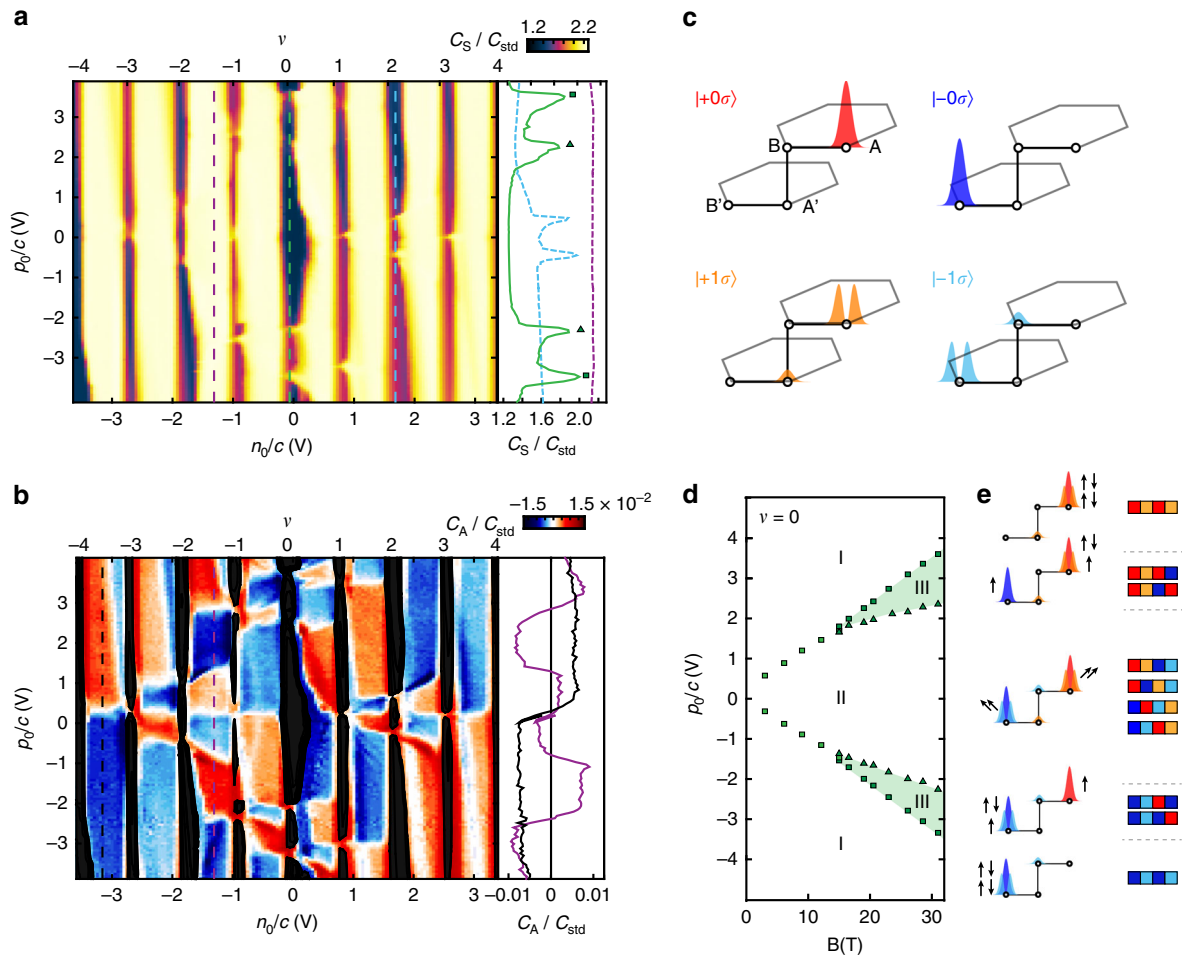 a
ν
C_S / C_std 1.2 2.2
−4 −3 −2 −1 0 1 2 3 4
p_0/c (V)
3
2
1
0
−1
−2
−3
−3 −2 −1 0 1 2 3
n_0/c (V)
1.2 1.6 2.0
C_S / C_std
b
−1.5 1.5 × 10^−2
ν
C_A / C_std
−4 −3 −2 −1 0 1 2 3 4
p_0/c (V)
3
2
1
0
−1
−2
−3
−3 −2 −1 0 1 2 3
n_0/c (V)
−0.01 0 0.01
C_A / C_std
c
|+0σ⟩
B A
B' A'
|−0σ⟩
|+1σ⟩
|−1σ⟩
d
ν = 0
p_0/c (V)
4
3
2
1
0
−1
−2
−3
−4
I
III
II
III
I
0 10 20 30
B(T)
e